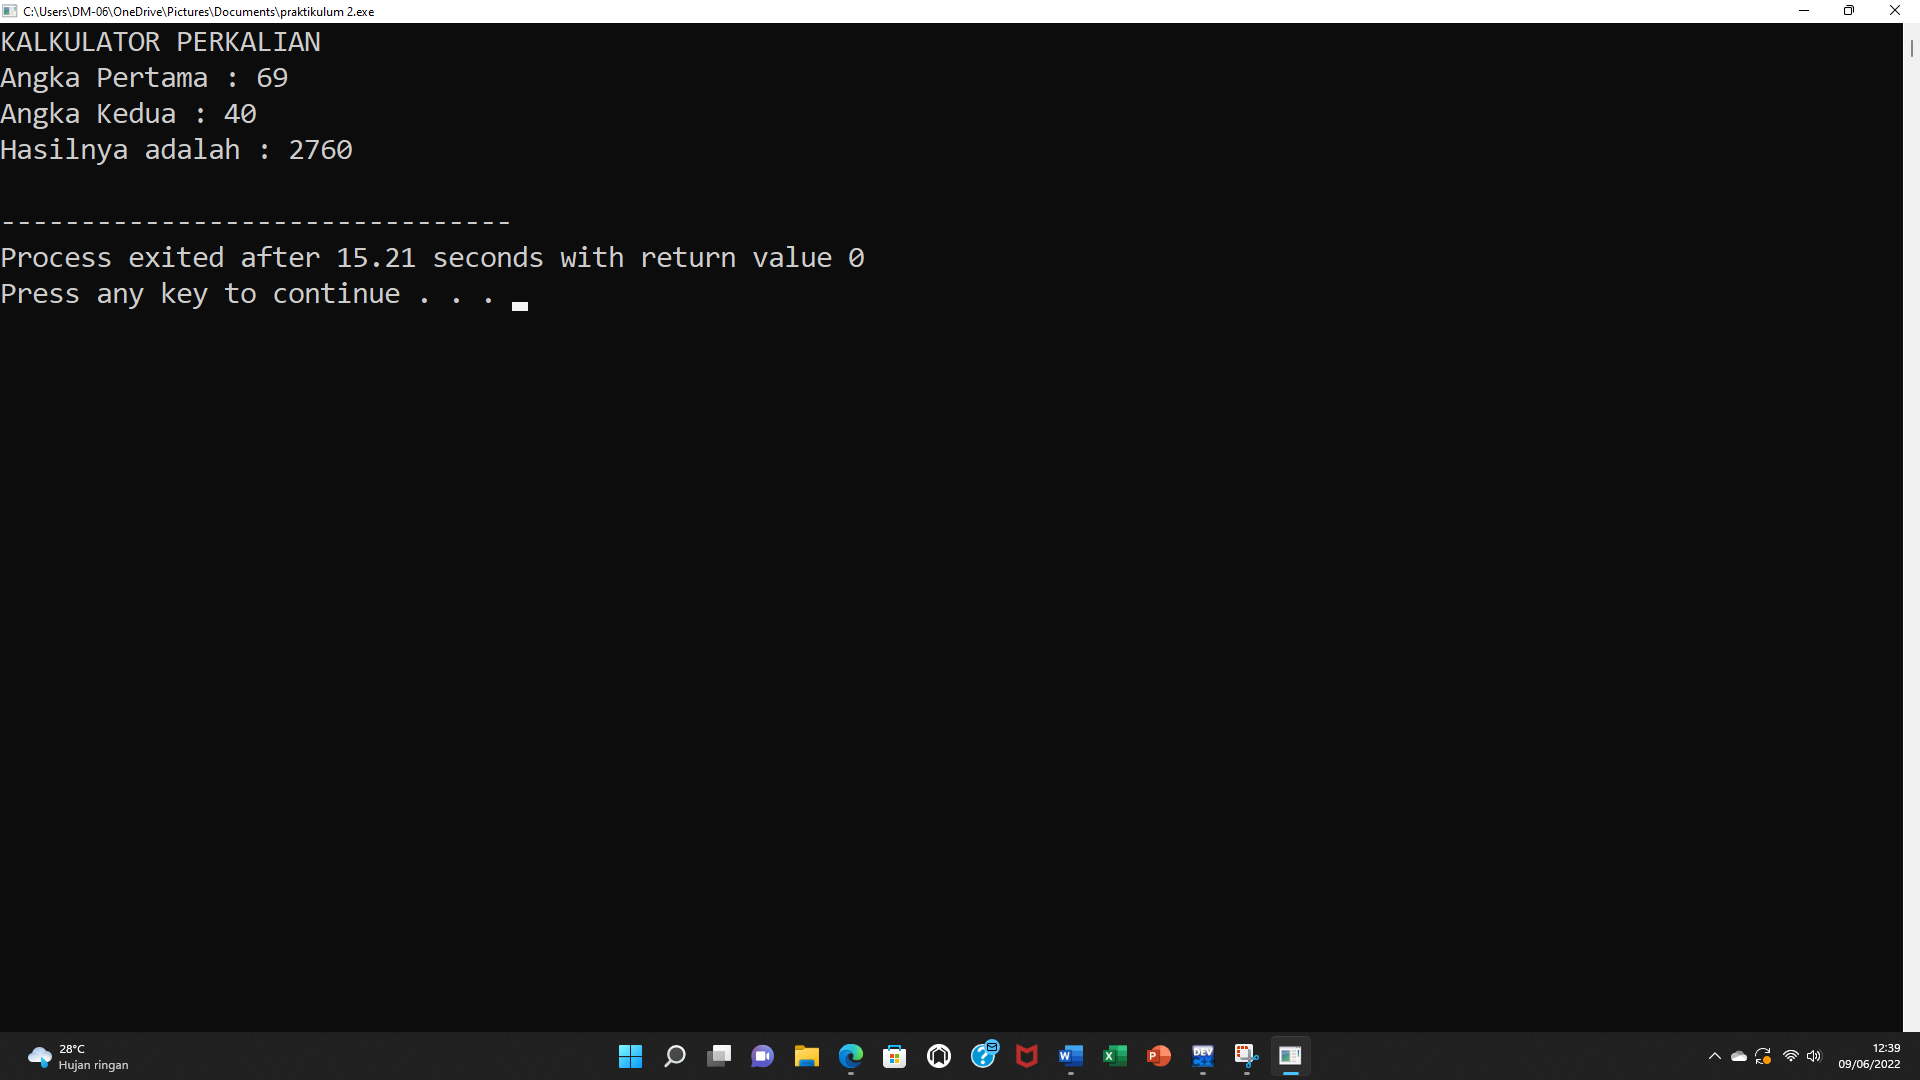 C:\Users\DM-06\OneDrive\Pictures\Documents\praktikulum 2.exe
KALKULATOR PERKALIAN
Angka Pertama : 69
Angka Kedua : 40
Hasilnya adalah : 2760
--------------------------------
Process exited after 15.21 seconds with return value 0
Press any key to continue . . .
28°C
Hujan ringan
DEV
C++
12:39
09/06/2022